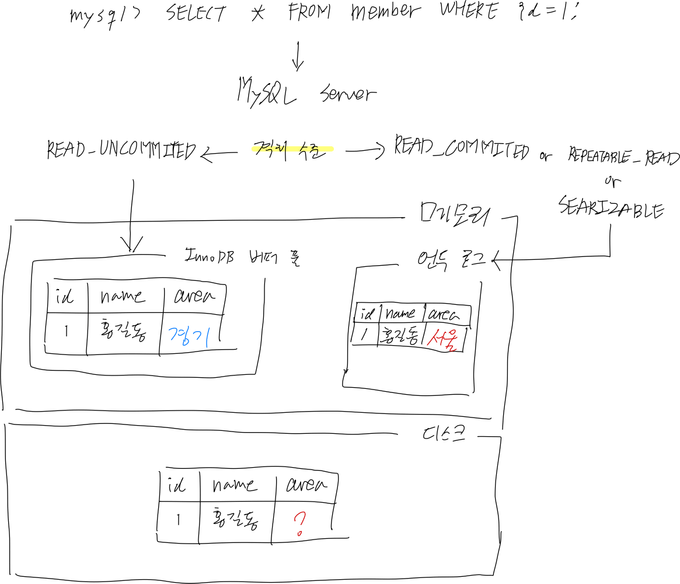 mysql> SELECT * FROM member WHERE id=1;
MySQL server
READ_UNCOMMITED 격리 수준 READ_COMMITED or REPEATABLE_READ
or
SEARIZABLE
메모리
InnoDB 버퍼 풀
언두 로그
id name area
1 홍길동 경기
id name area
1 홍길동 서울
디스크
id name area
1 홍길동 ?